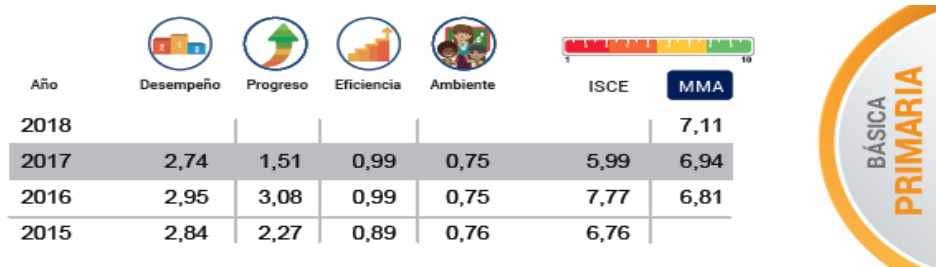 1 10
Año Desempeño Progreso Eficiencia Ambiente ISCE MMA
2018 7,11
2017 2,74 1,51 0,99 0,75 5,99 6,94
2016 2,95 3,08 0,99 0,75 7,77 6,81
2015 2,84 2,27 0,89 0,76 6,76
BÁSICA
PRIMARIA